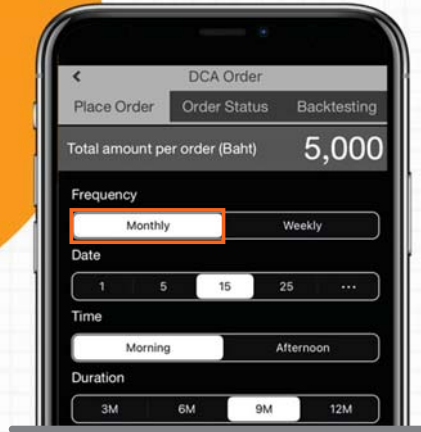 DCA Order
Place Order Order Status Backtesting
Total amount per order (Baht) 5,000
Frequency
Monthly Weekly
Date
1 5 15 25 ...
Time
Morning Afternoon
Duration
3M 6M 9M 12M